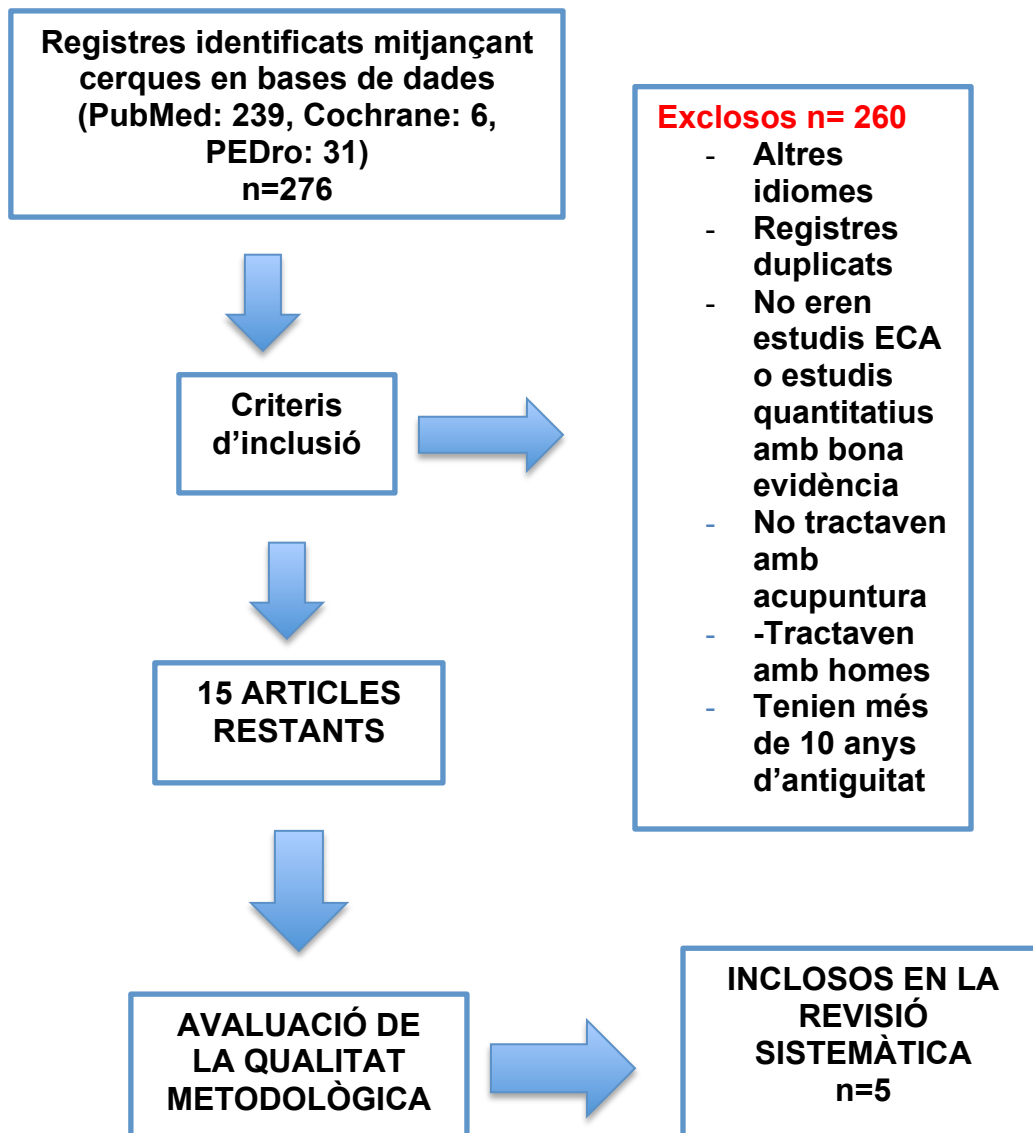 Registres identificats mitjançant
cerques en bases de dades
(PubMed: 239, Cochrane: 6,
PEDro: 31)
n=276
Exclosos n= 260
- Altres
idiomes
- Registres
duplicats
- No eren
estudis ECA
o estudis
quantitatius
amb bona
evidència
- No tractaven
amb
acupuntura
- -Tractaven
amb homes
- Tenien més
de 10 anys
d’antiguitat
Criteris
d’inclusió
15 ARTICLES
RESTANTS
AVALUACIÓ DE
LA QUALITAT
METODOLÒGICA
INCLOSOS EN LA
REVISIÓ
SISTEMÀTICA
n=5